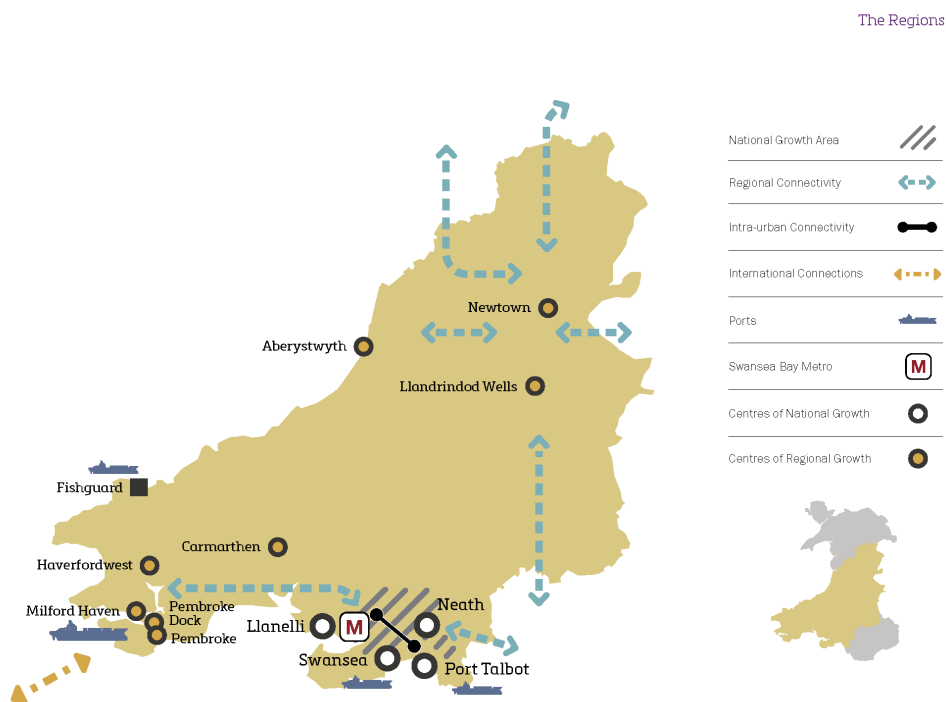 The Regions
National Growth Area
Regional Connectivity
Intra-urban Connectivity
International Connections
Ports
Swansea Bay Metro
M
Centres of National Growth
Centres of Regional Growth
Newtown
Aberystwyth
Llandrindod Wells
Fishguard
Carmarthen
Haverfordwest
Milford Haven
Pembroke
Dock
Pembroke
Neath
Llanelli
M
Swansea
Port Talbot